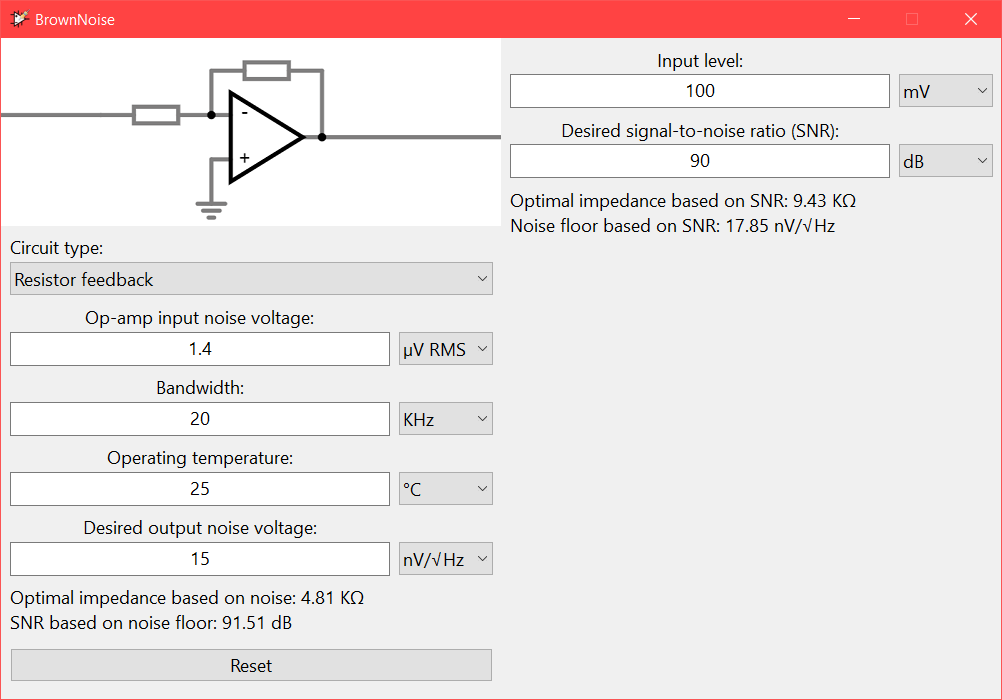 BrownNoise
-
+
Circuit type:
Resistor feedback
Op-amp input noise voltage:
1.4 µV RMS
Bandwidth:
20 KHz
Operating temperature:
25 °C
Desired output noise voltage:
15 nV/√Hz
Optimal impedance based on noise: 4.81 KΩ
SNR based on noise floor: 91.51 dB
Reset
Input level:
100 mV
Desired signal-to-noise ratio (SNR):
90 dB
Optimal impedance based on SNR: 9.43 KΩ
Noise floor based on SNR: 17.85 nV/√Hz